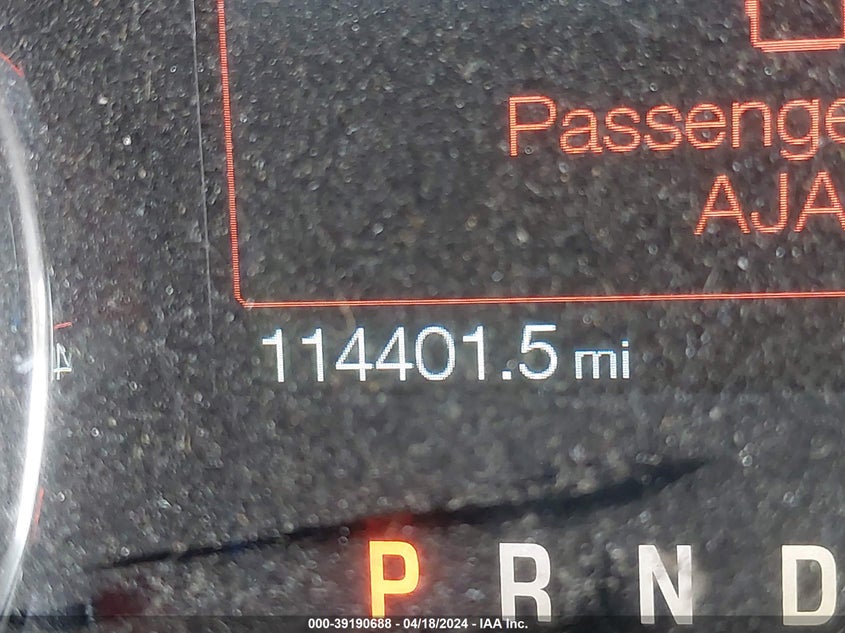 Passenge
AJA
114401.5 mi
P R N D
000-39190688 - 04/18/2024 - IAA Inc.